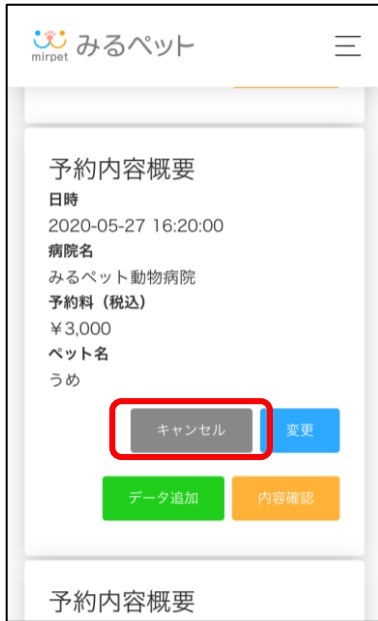 みるペット
mirpet
予約内容概要
日時
2020-05-27 16:20:00
病院名
みるペット動物病院
予約料（税込）
￥3,000
ペット名
うめ
キャンセル 変更
データ追加 内容確認
予約内容概要